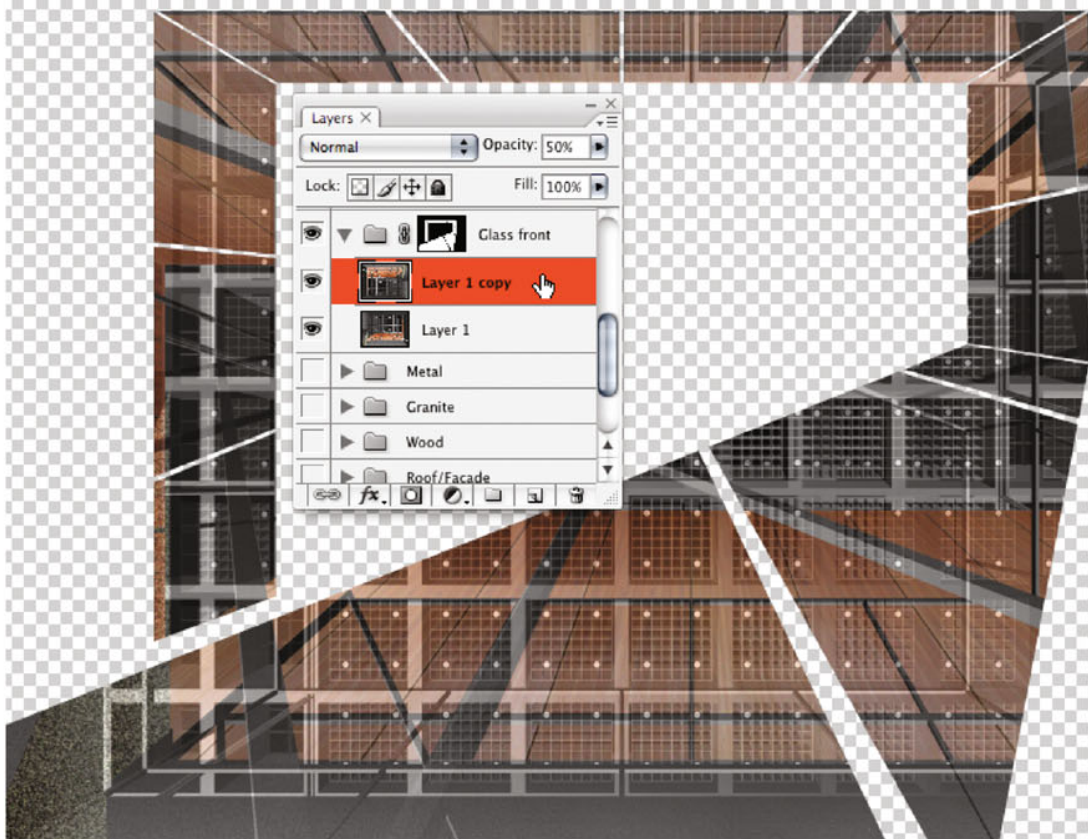 Layers ×
Normal
Opacity: 50%
Lock:
Fill: 100%
Glass front
Layer 1 copy
Layer 1
Metal
Granite
Wood
Roof/Facade
fx.